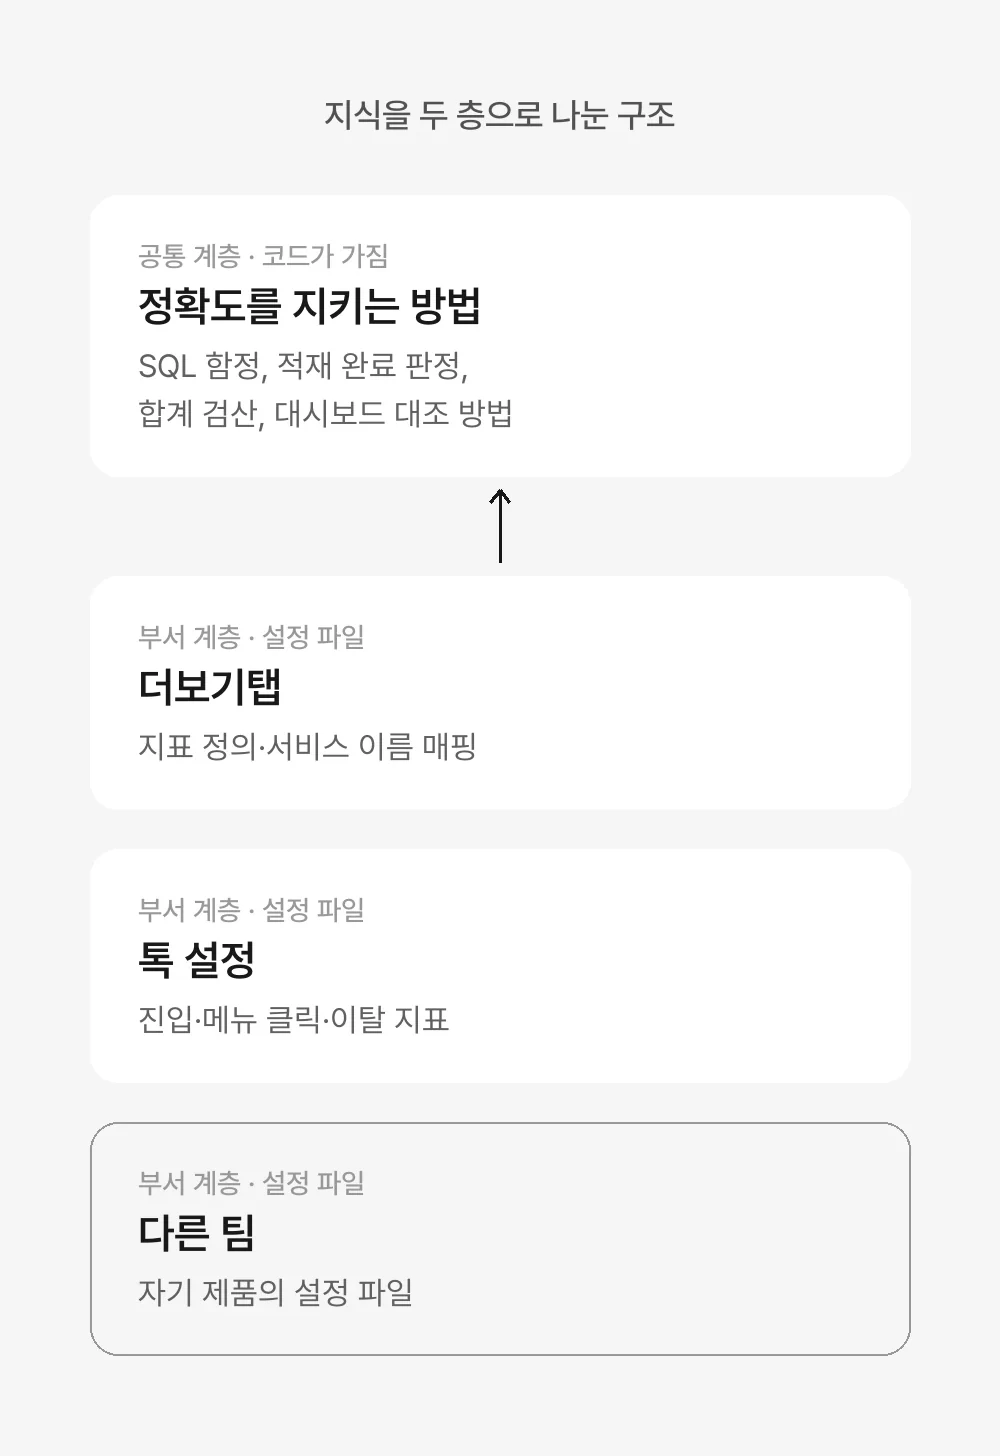 지식을 두 층으로 나눈 구조
공통 계층 · 코드가 가짐
정확도를 지키는 방법
SQL 함정, 적재 완료 판정,
합계 검산, 대시보드 대조 방법
부서 계층 · 설정 파일
더보기탭
지표 정의·서비스 이름 매핑
부서 계층 · 설정 파일
톡 설정
진입·메뉴 클릭·이탈 지표
부서 계층 · 설정 파일
다른 팀
자기 제품의 설정 파일